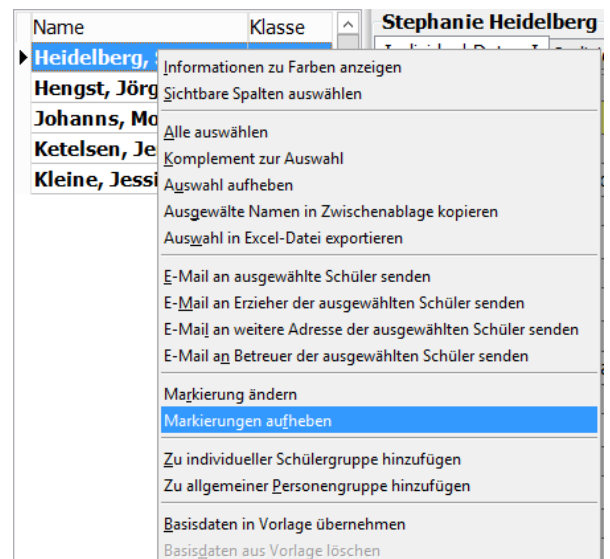 Name Klasse
Stephanie Heidelberg
Heidelberg,
Hengst, Jörg
Johanns, Mo
Ketelsen, Je
Kleine, Jessi
Informationen zu Farben anzeigen
Sichtbare Spalten auswählen
Alle auswählen
Komplement zur Auswahl
Auswahl aufheben
Ausgewälte Namen in Zwischenablage kopieren
Auswahl in Excel-Datei exportieren
E-Mail an ausgewählte Schüler senden
E-Mail an Erzieher der ausgewählten Schüler senden
E-Mail an weitere Adresse der ausgewählten Schüler senden
E-Mail an Betreuer der ausgewählten Schüler senden
Markierung ändern
Markierungen aufheben
Zu individueller Schülergruppe hinzufügen
Zu allgemeiner Personengruppe hinzufügen
Basisdaten in Vorlage übernehmen
Basisdaten aus Vorlage löschen